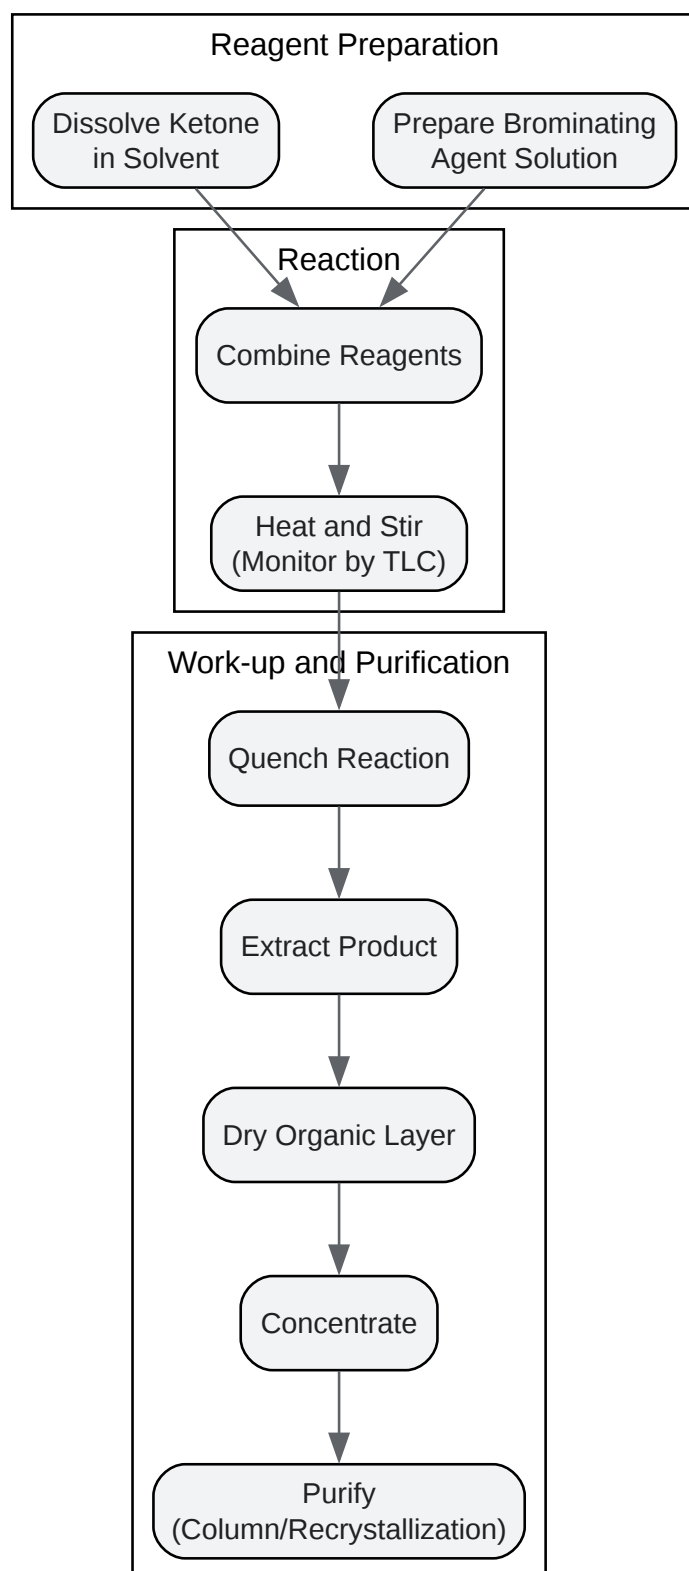 Reagent Preparation
Dissolve Ketone
in Solvent
Prepare Brominating
Agent Solution
Reaction
Combine Reagents
Heat and Stir
(Monitor by TLC)
Work-up and Purification
Quench Reaction
Extract Product
Dry Organic Layer
Concentrate
Purify
(Column/Recrystallization)